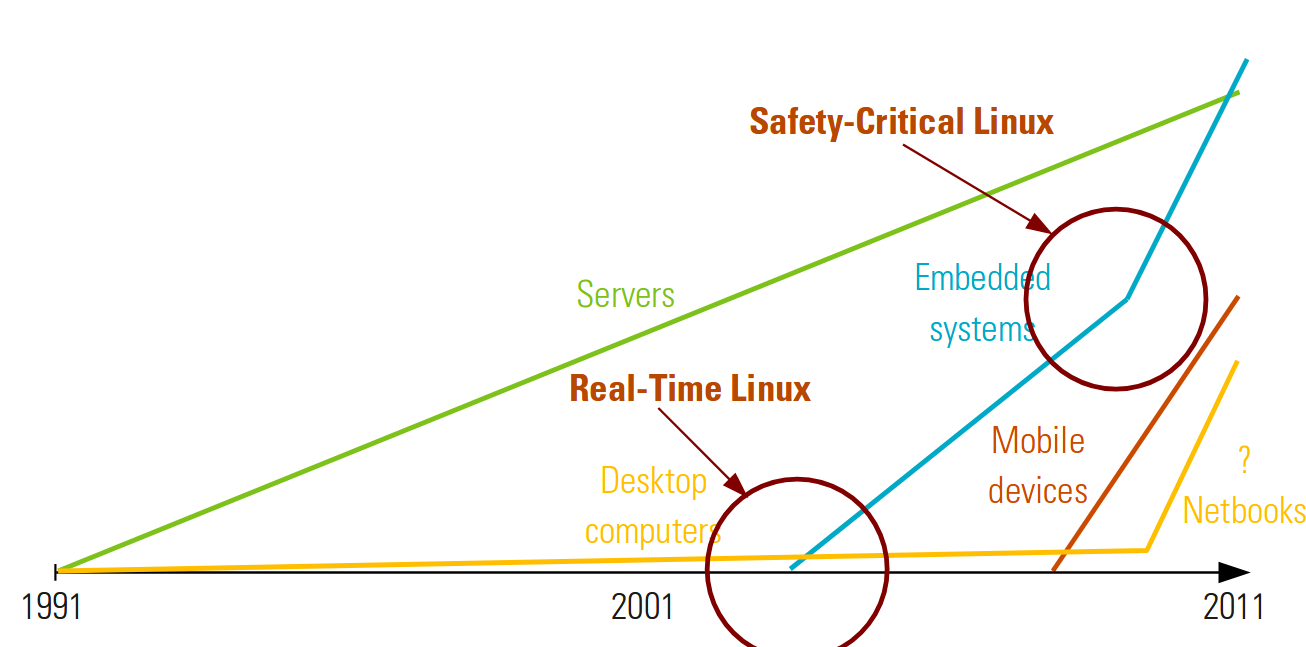 Safety-Critical Linux
Servers
Embedded
systems
Real-Time Linux
Desktop
computers
Mobile
devices
?
Netbooks
1991
2001
2011